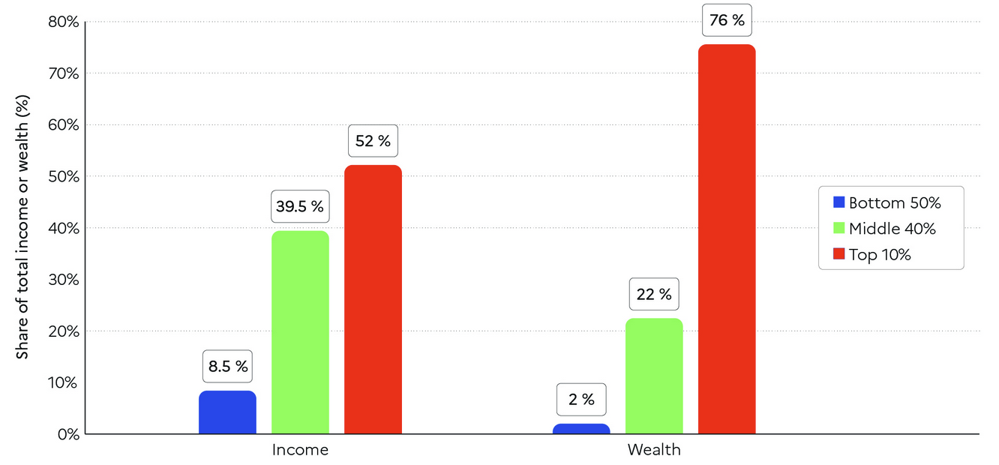 Share of total income or wealth (%)
80%
70%
60%
50%
40%
30%
20%
10%
0%
8.5 %
39.5 %
52 %
2 %
22 %
76 %
Income
Wealth
Bottom 50%
Middle 40%
Top 10%